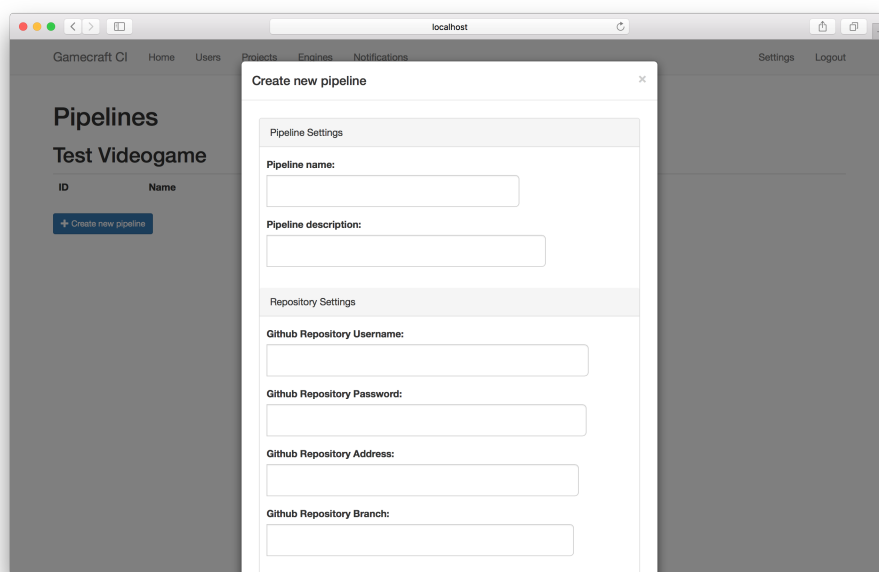 localhost
Gamecraft CI Home Users Projects Engines Notifications Settings Logout
Create new pipeline ×
Pipelines
Test Videogame
ID Name
Create new pipeline
Pipeline Settings
Pipeline name:
Pipeline description:
Repository Settings
Github Repository Username:
Github Repository Password:
Github Repository Address:
Github Repository Branch: